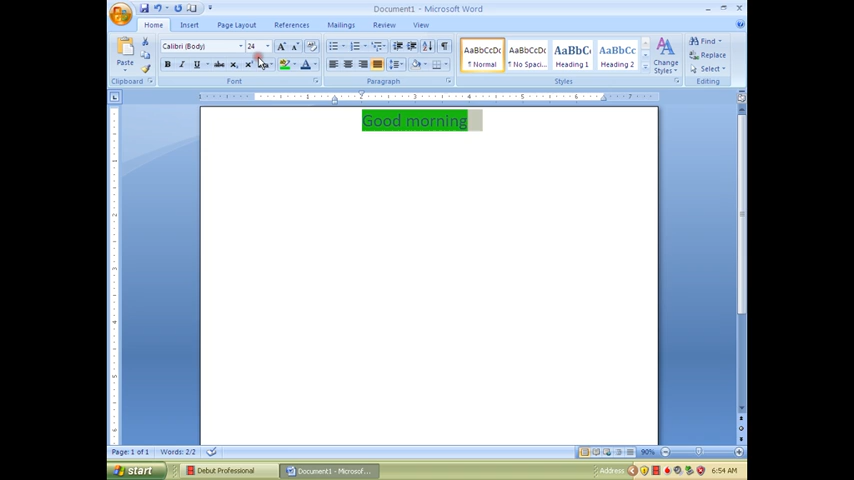 Document1 - Microsoft Word
Home Insert Page Layout References Mailings Review View
Paste
Clipboard
Calibri (Body) 24
B I U abc
Font
Paragraph
AaBbCcDc AaBbCcDc AaBbCc AaBbCc
¶ Normal ¶ No Spaci... Heading 1 Heading 2
Change Styles
Styles
Find
Replace
Select
Editing
Good morning
Page: 1 of 1 Words: 2/2 90%
start Debut Professional Document1 - Microsof... Address 6:54 AM